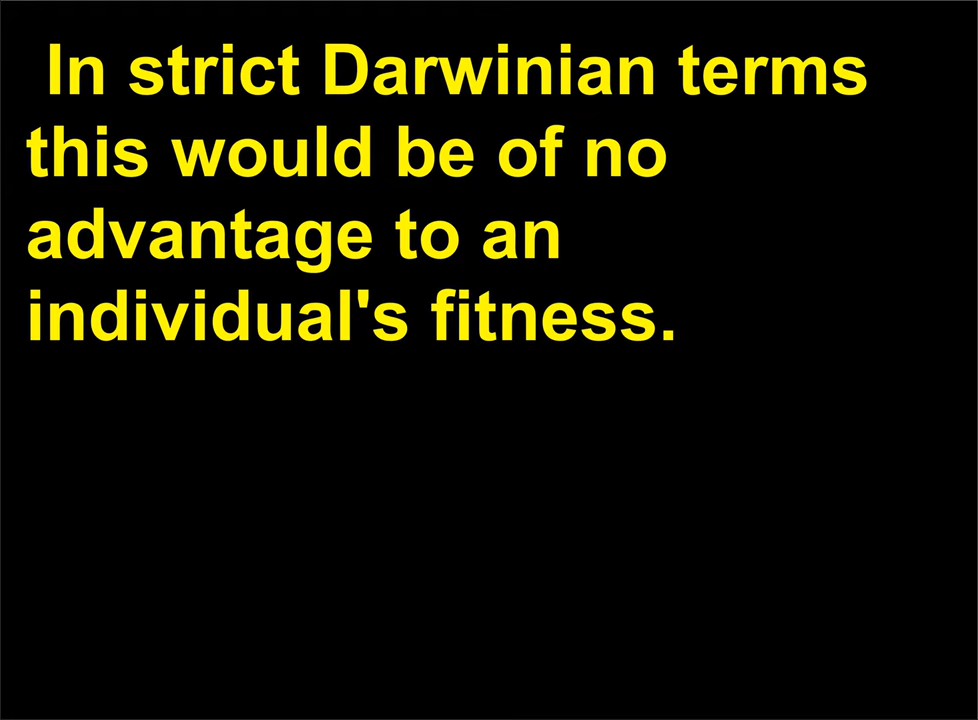 In strict Darwinian terms
this would be of no
advantage to an
individual's fitness.